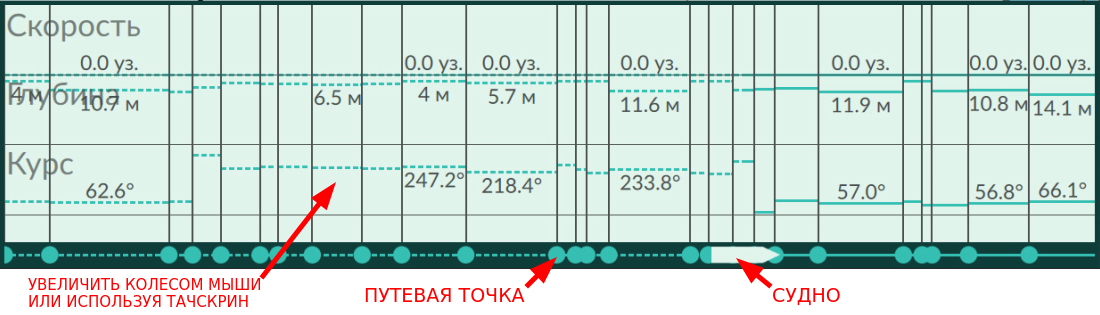 Скорость
0.0 уз. 0.0 уз. 0.0 уз. 0.0 уз. 0.0 уз. 0.0 уз. 0.0 уз.
Глубина
4 м 10.7 м 6.5 м 4 м 5.7 м 11.6 м 11.9 м 10.8 м 14.1 м
Курс
62.6° 247.2° 218.4° 233.8° 57.0° 56.8° 66.1°
УВЕЛИЧИТЬ КОЛЕСОМ МЫШИ
ИЛИ ИСПОЛЬЗУЯ ТАЧСКРИН
ПУТЕВАЯ ТОЧКА
СУДНО